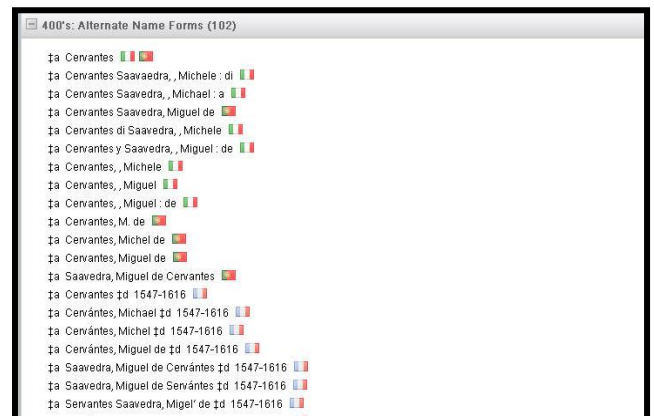 400's: Alternate Name Forms (102)
‡a Cervantes
‡a Cervantes Saavaedra, , Michele : di
‡a Cervantes Saavedra, , Michael : a
‡a Cervantes Saavedra, Miguel de
‡a Cervantes di Saavedra, , Michele
‡a Cervantes y Saavedra, , Miguel : de
‡a Cervantes, , Michele
‡a Cervantes, , Miguel
‡a Cervantes, , Miguel : de
‡a Cervantes, M. de
‡a Cervantes, Michel de
‡a Cervantes, Miguel de
‡a Saavedra, Miguel de Cervantes
‡a Cervantes ‡d 1547-1616
‡a Cervántes, Michael ‡d 1547-1616
‡a Cervántes, Michel ‡d 1547-1616
‡a Cervántes, Miguel de ‡d 1547-1616
‡a Saavedra, Miguel de Cervántes ‡d 1547-1616
‡a Saavedra, Miguel de Servántes ‡d 1547-1616
‡a Servantes Saavedra, Migel' de ‡d 1547-1616